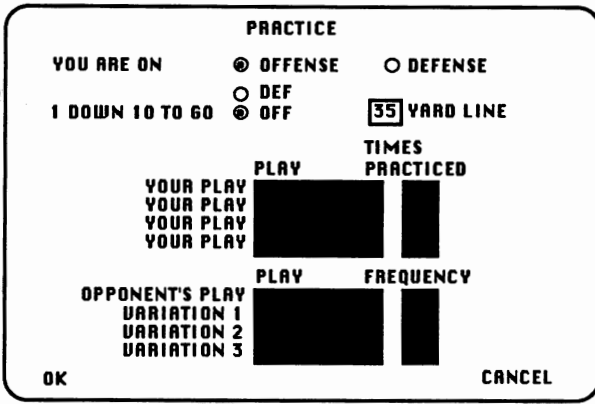 PRACTICE
YOU ARE ON OFFENSE DEFENSE
DEF
1 DOWN 10 TO GO OFF 35 YARD LINE
TIMES
PLAY PRACTICED
YOUR PLAY
YOUR PLAY
YOUR PLAY
YOUR PLAY
PLAY FREQUENCY
OPPONENT'S PLAY
VARIATION 1
VARIATION 2
VARIATION 3
OK CANCEL